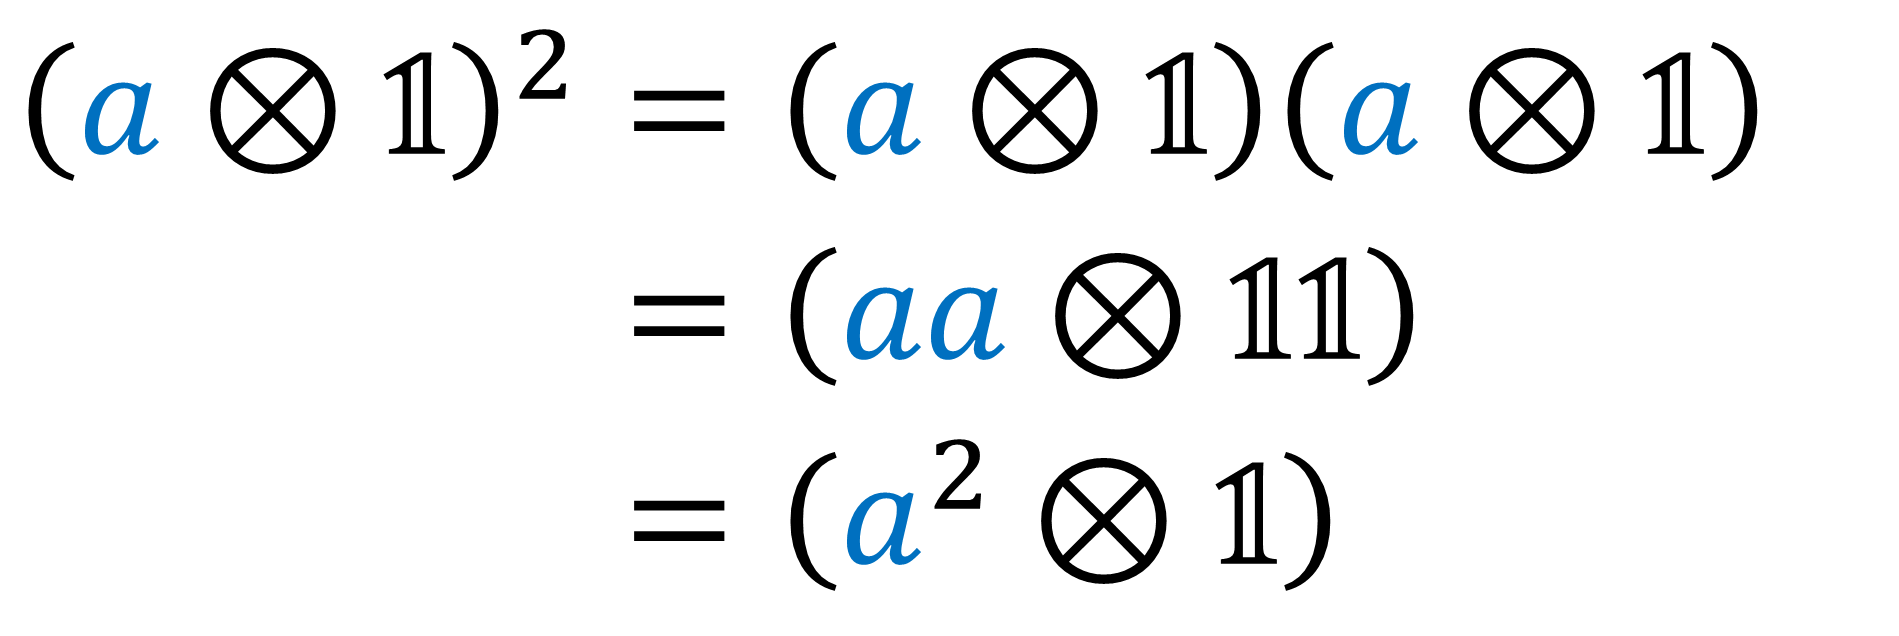 (𝑎 ⊗ 𝟙)² = (𝑎 ⊗ 𝟙)(𝑎 ⊗ 𝟙)
= (𝑎𝑎 ⊗ 𝟙𝟙)
= (𝑎² ⊗ 𝟙)